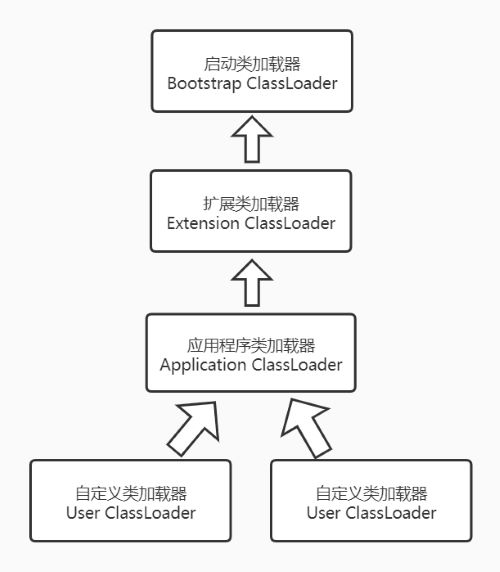 启动类加载器
Bootstrap ClassLoader
扩展类加载器
Extension ClassLoader
应用程序类加载器
Application ClassLoader
自定义类加载器
User ClassLoader
自定义类加载器
User ClassLoader